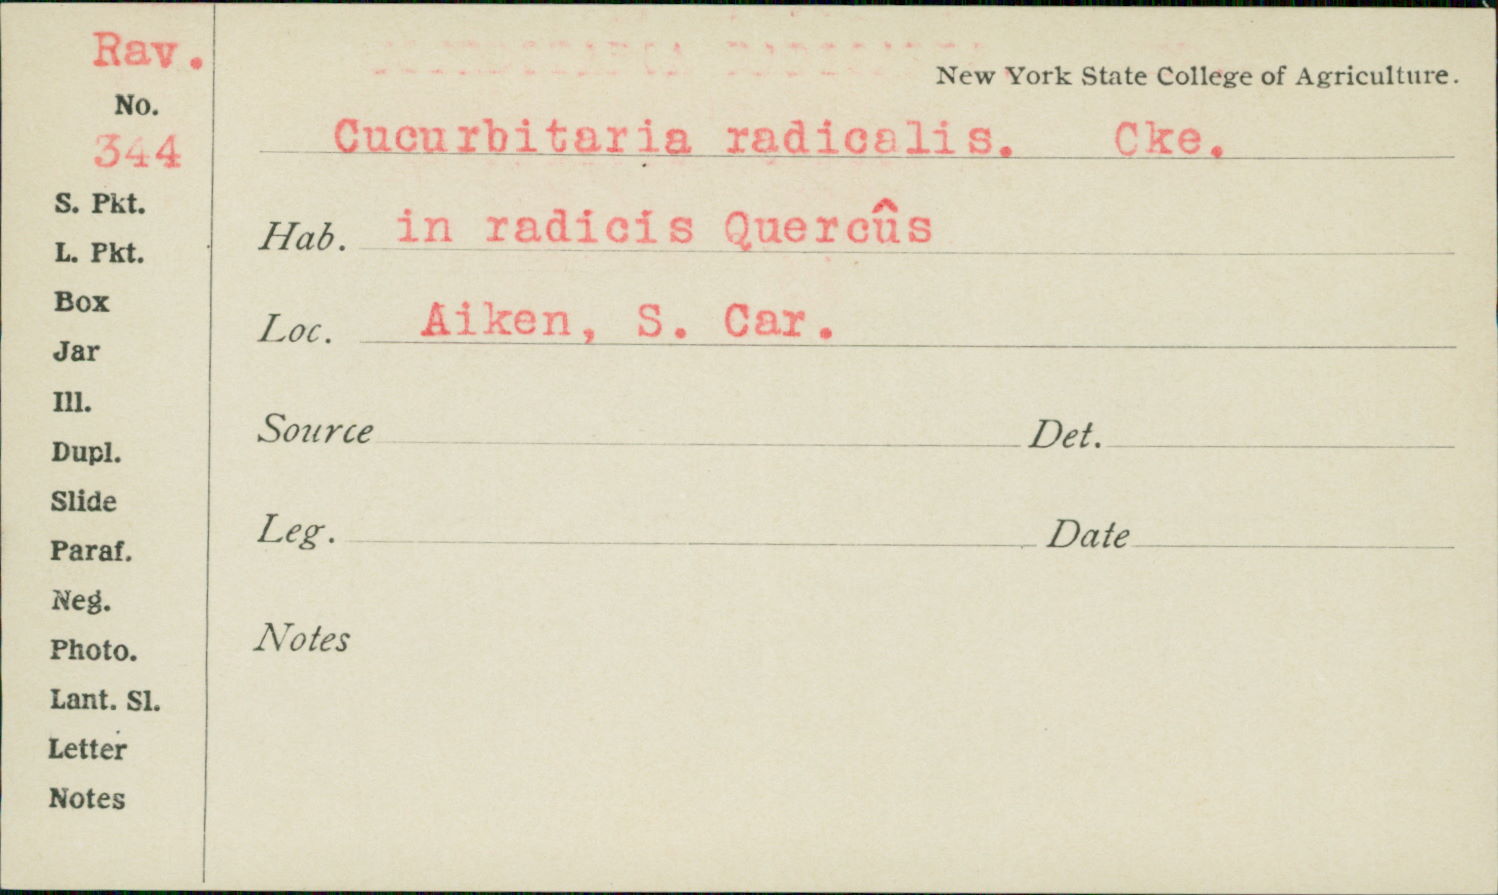 Rav.
No.
344
S. Pkt.
L. Pkt.
Box
Jar
Ill.
Dupl.
Slide
Paraf.
Neg.
Photo.
Lant. Sl.
Letter
Notes
New York State College of Agriculture.
Cucurbitaria radicalis. Cke.
Hab. in radicis Quercûs
Loc. Aiken, S. Car.
Source Det.
Leg. Date
Notes